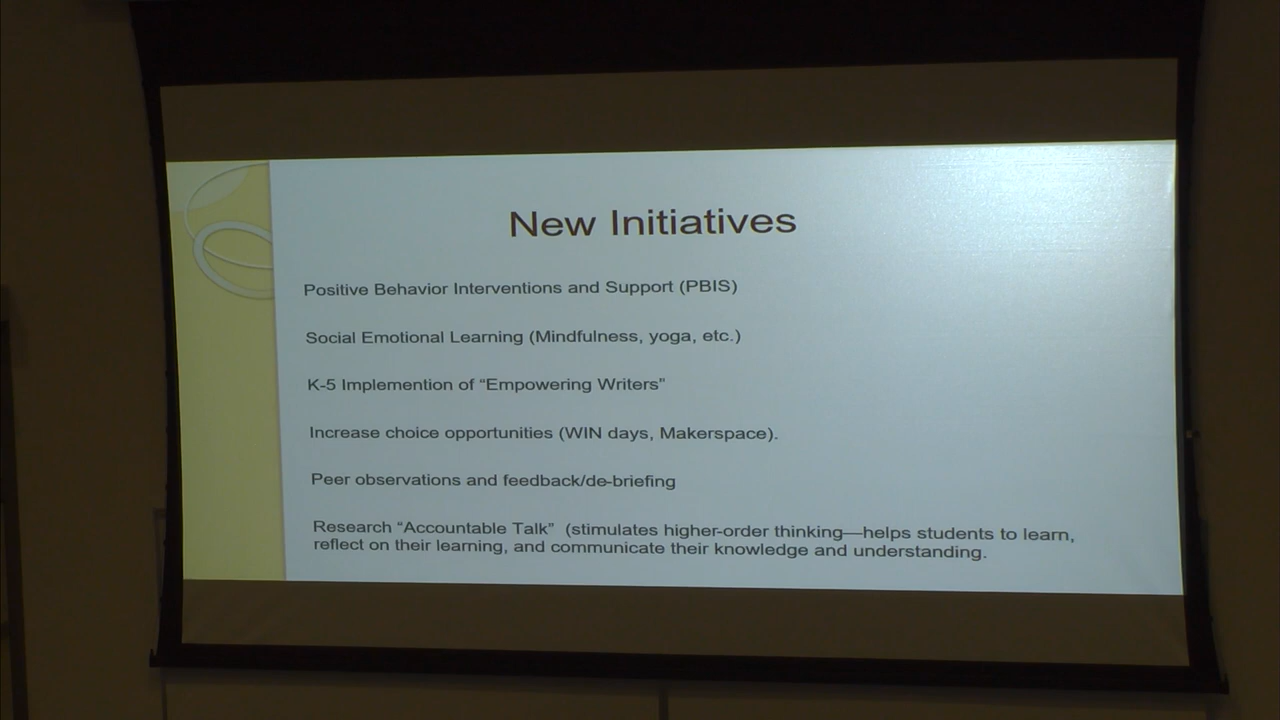 New Initiatives
Positive Behavior Interventions and Support (PBIS)
Social Emotional Learning (Mindfulness, yoga, etc.)
K-5 Implemention of “Empowering Writers”
Increase choice opportunities (WIN days, Makerspace).
Peer observations and feedback/de-briefing
Research “Accountable Talk”  (stimulates higher-order thinking—helps students to learn,
reflect on their learning, and communicate their knowledge and understanding.